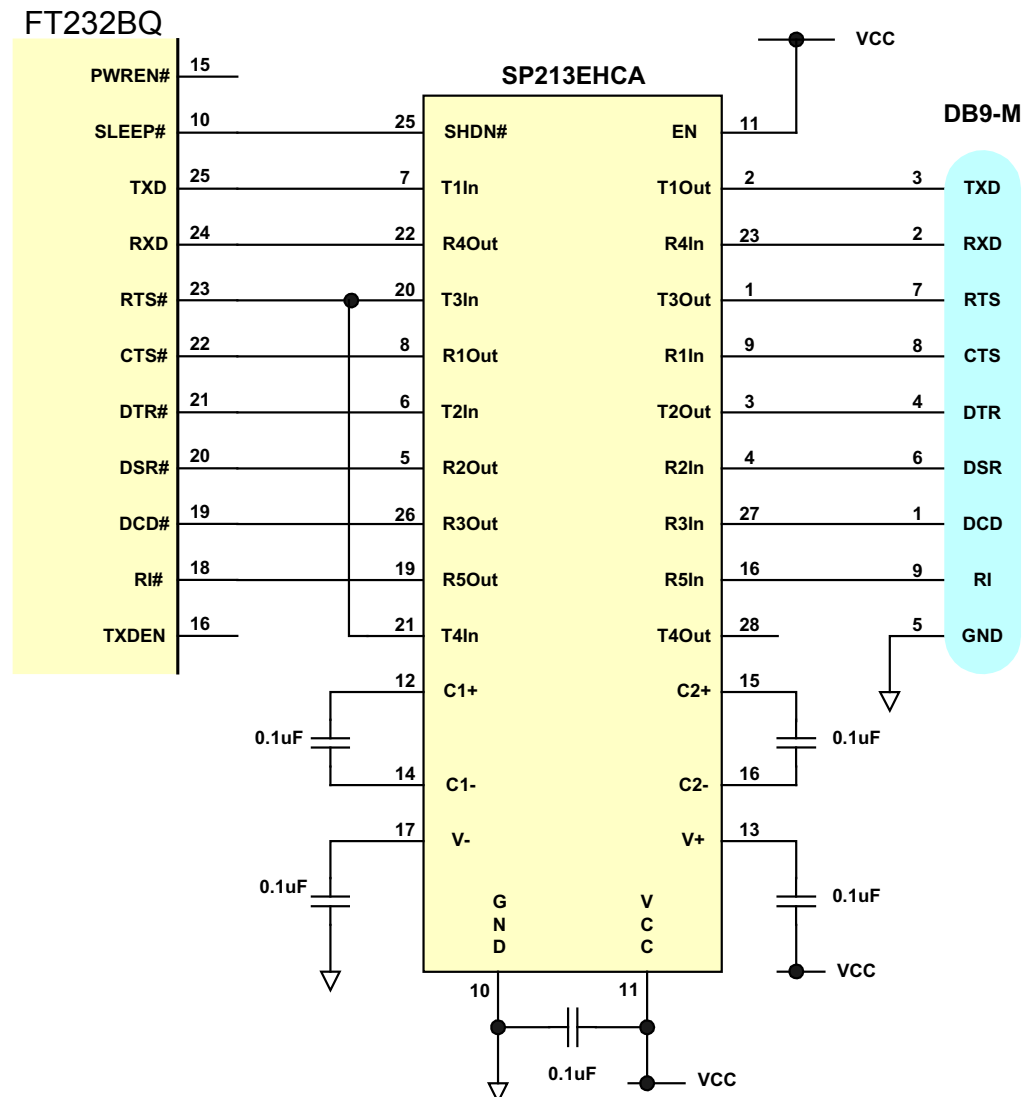 FT232BQ
VCC
SP213EHCA
DB9-M
PWREN# 15
SLEEP# 10 25 SHDN# EN 11
TXD 25 7 T1In T1Out 2 3 TXD
RXD 24 22 R4Out R4In 23 2 RXD
RTS# 23 20 T3In T3Out 1 7 RTS
CTS# 22 8 R1Out R1In 9 8 CTS
DTR# 21 6 T2In T2Out 3 4 DTR
DSR# 20 5 R2Out R2In 4 6 DSR
DCD# 19 26 R3Out R3In 27 1 DCD
RI# 18 19 R5Out R5In 16 9 RI
TXDEN 16 21 T4In T4Out 28 5 GND
12 C1+ C2+ 15
0.1uF 0.1uF
14 C1- C2- 16
17 V- V+ 13
0.1uF GND VCC 0.1uF
VCC
10 11
0.1uF VCC